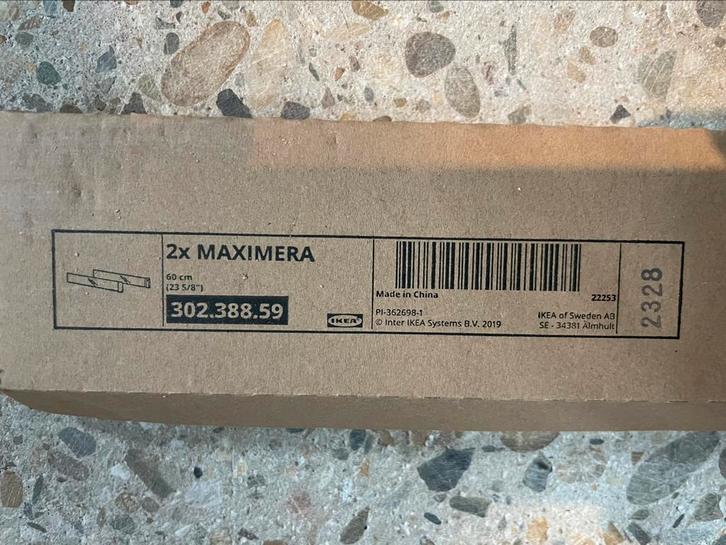 2x MAXIMERA
60 cm
(23 5/8")
302.388.59
IKEA
Made in China
22253
PI-362698-1
© Inter IKEA Systems B.V. 2019
IKEA of Sweden AB
SE - 34381 Älmhult
2328